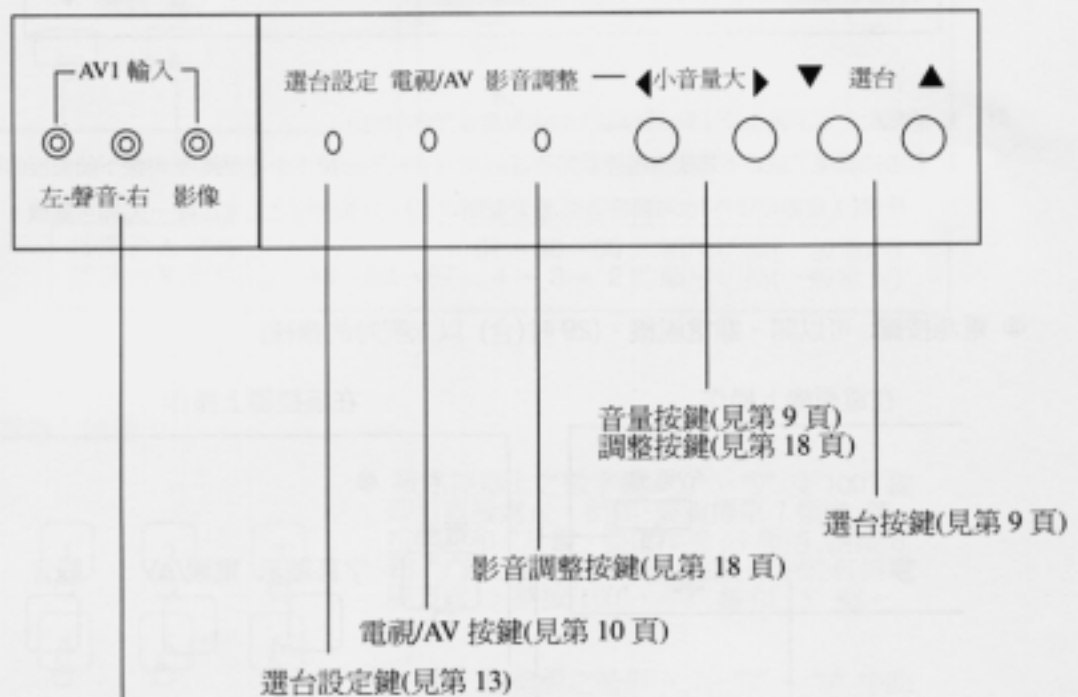 AV1 輸入
選台設定 電視/AV 影音調整 — ◀小音量大▶ ▼ 選台 ▲
左-聲音-右 影像
音量按鍵(見第 9 頁)
調整按鍵(見第 18 頁)
選台按鍵(見第 9 頁)
影音調整按鍵(見第 18 頁)
電視/AV 按鍵(見第 10 頁)
選台設定鍵(見第 13)